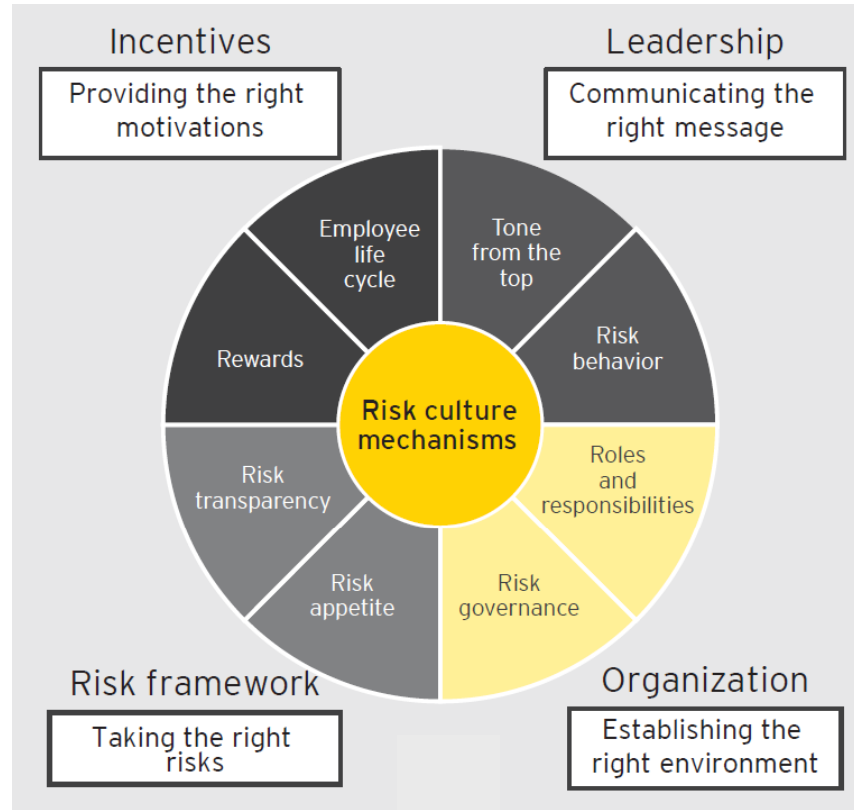 Incentives
Providing the right
motivations
Leadership
Communicating the
right message
Employee
life
cycle
Tone
from the
top
Rewards
Risk
behavior
Risk culture
mechanisms
Risk
transparency
Roles
and
responsibilities
Risk
appetite
Risk
governance
Risk framework
Taking the right
risks
Organization
Establishing the
right environment